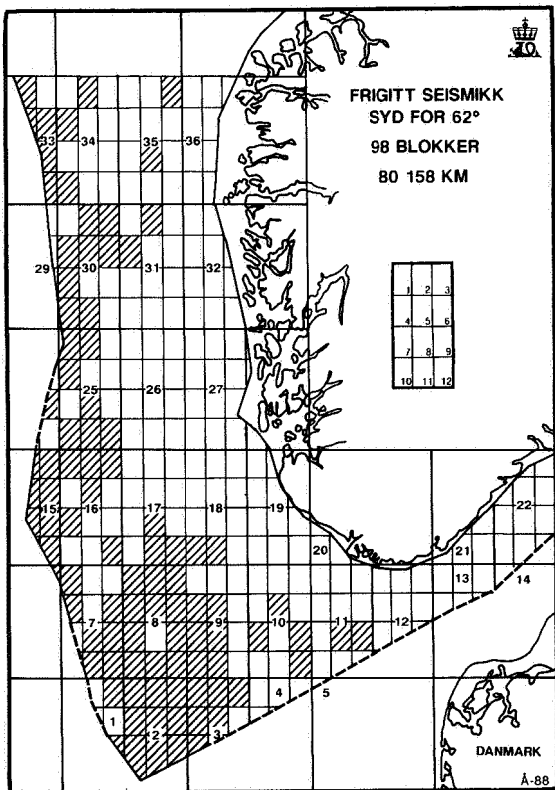 FRIGITT SEISMIKK
SYD FOR 62°
98 BLOKKER
80 158 KM
33 34 35 36
29 30 31 32
1 2 3
4 5 6
7 8 9
10 11 12
25 26 27
15 16 17 18 19
20 21 22
13 14
7 8 9 10 11 12
1 2 3 4 5
DANMARK
Å-88